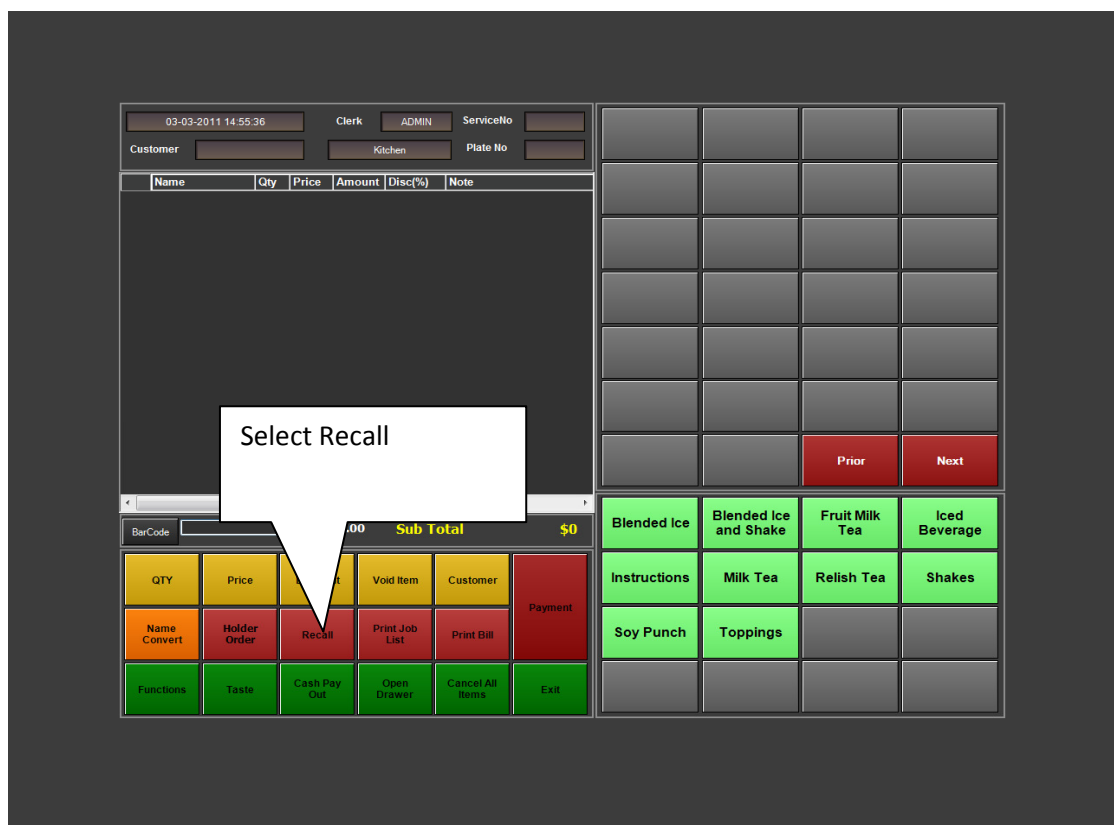 03-03-2011 14:55:36 Clerk ADMIN ServiceNo
Customer Kitchen Plate No
Name Qty Price Amount Disc(%) Note
Select Recall
Prior Next
BarCode .00 Sub Total $0
Blended Ice
Blended Ice
and Shake
Fruit Milk
Tea
Iced
Beverage
QTY Price Void Item Customer
Payment
Instructions Milk Tea Relish Tea Shakes
Name
Convert
Holder
Order
Recall
Print Job
List
Print Bill
Soy Punch Toppings
Functions Taste
Cash Pay
Out
Open
Drawer
Cancel All
Items
Exit